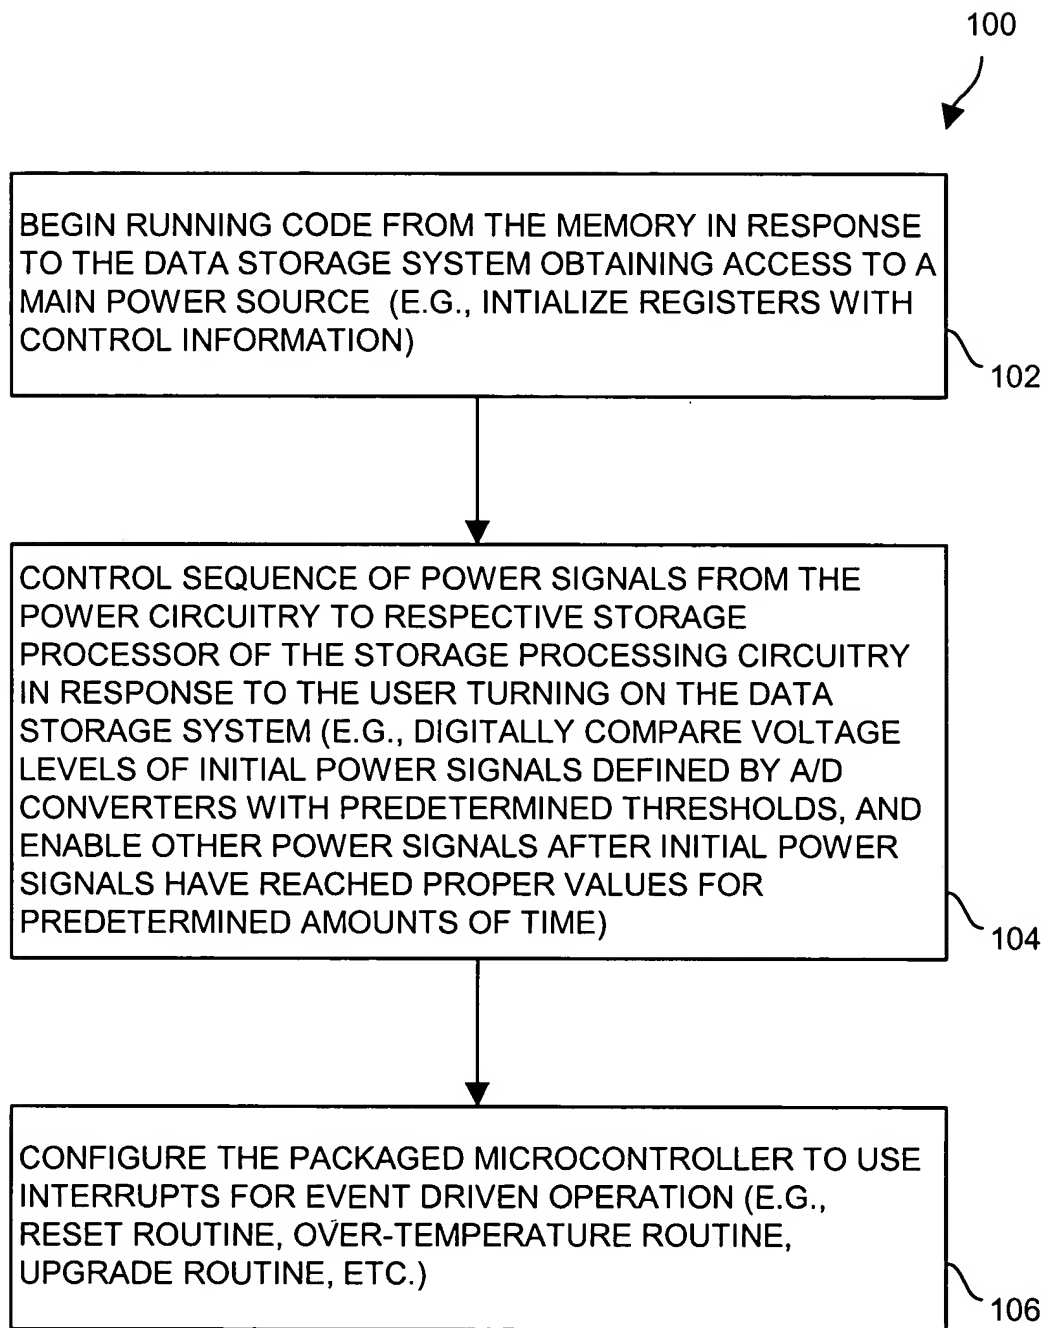 100
BEGIN RUNNING CODE FROM THE MEMORY IN RESPONSE
TO THE DATA STORAGE SYSTEM OBTAINING ACCESS TO A
MAIN POWER SOURCE (E.G., INTIALIZE REGISTERS WITH
CONTROL INFORMATION)
102
CONTROL SEQUENCE OF POWER SIGNALS FROM THE
POWER CIRCUITRY TO RESPECTIVE STORAGE
PROCESSOR OF THE STORAGE PROCESSING CIRCUITRY
IN RESPONSE TO THE USER TURNING ON THE DATA
STORAGE SYSTEM (E.G., DIGITALLY COMPARE VOLTAGE
LEVELS OF INITIAL POWER SIGNALS DEFINED BY A/D
CONVERTERS WITH PREDETERMINED THRESHOLDS, AND
ENABLE OTHER POWER SIGNALS AFTER INITIAL POWER
SIGNALS HAVE REACHED PROPER VALUES FOR
PREDETERMINED AMOUNTS OF TIME)
104
CONFIGURE THE PACKAGED MICROCONTROLLER TO USE
INTERRUPTS FOR EVENT DRIVEN OPERATION (E.G.,
RESET ROUTINE, OVER-TEMPERATURE ROUTINE,
UPGRADE ROUTINE, ETC.)
106